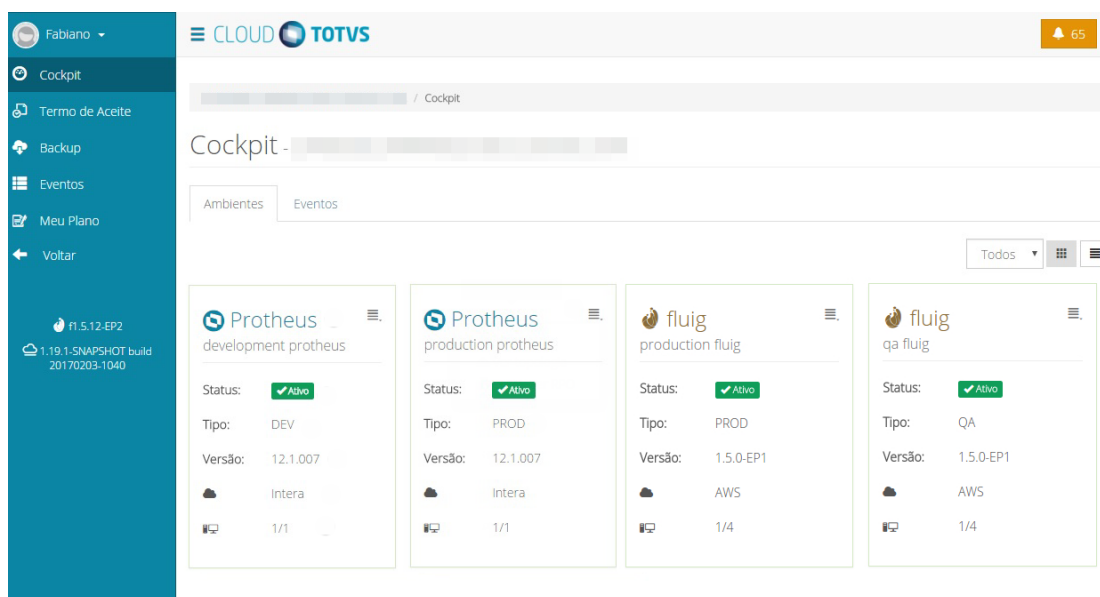 Fabiano
CLOUD TOTVS
65
Cockpit
Termo de Aceite
Backup
Eventos
Meu Plano
Voltar
f1.5.12-EP2
1.19.1-SNAPSHOT build
20170203-1040
/ Cockpit
Cockpit -
Ambientes Eventos
Todos
Protheus
development protheus
Status: Ativo
Tipo: DEV
Versão: 12.1.007
Intera
1/1
Protheus
production protheus
Status: Ativo
Tipo: PROD
Versão: 12.1.007
Intera
1/1
fluig
production fluig
Status: Ativo
Tipo: PROD
Versão: 1.5.0-EP1
AWS
1/4
fluig
qa fluig
Status: Ativo
Tipo: QA
Versão: 1.5.0-EP1
AWS
1/4